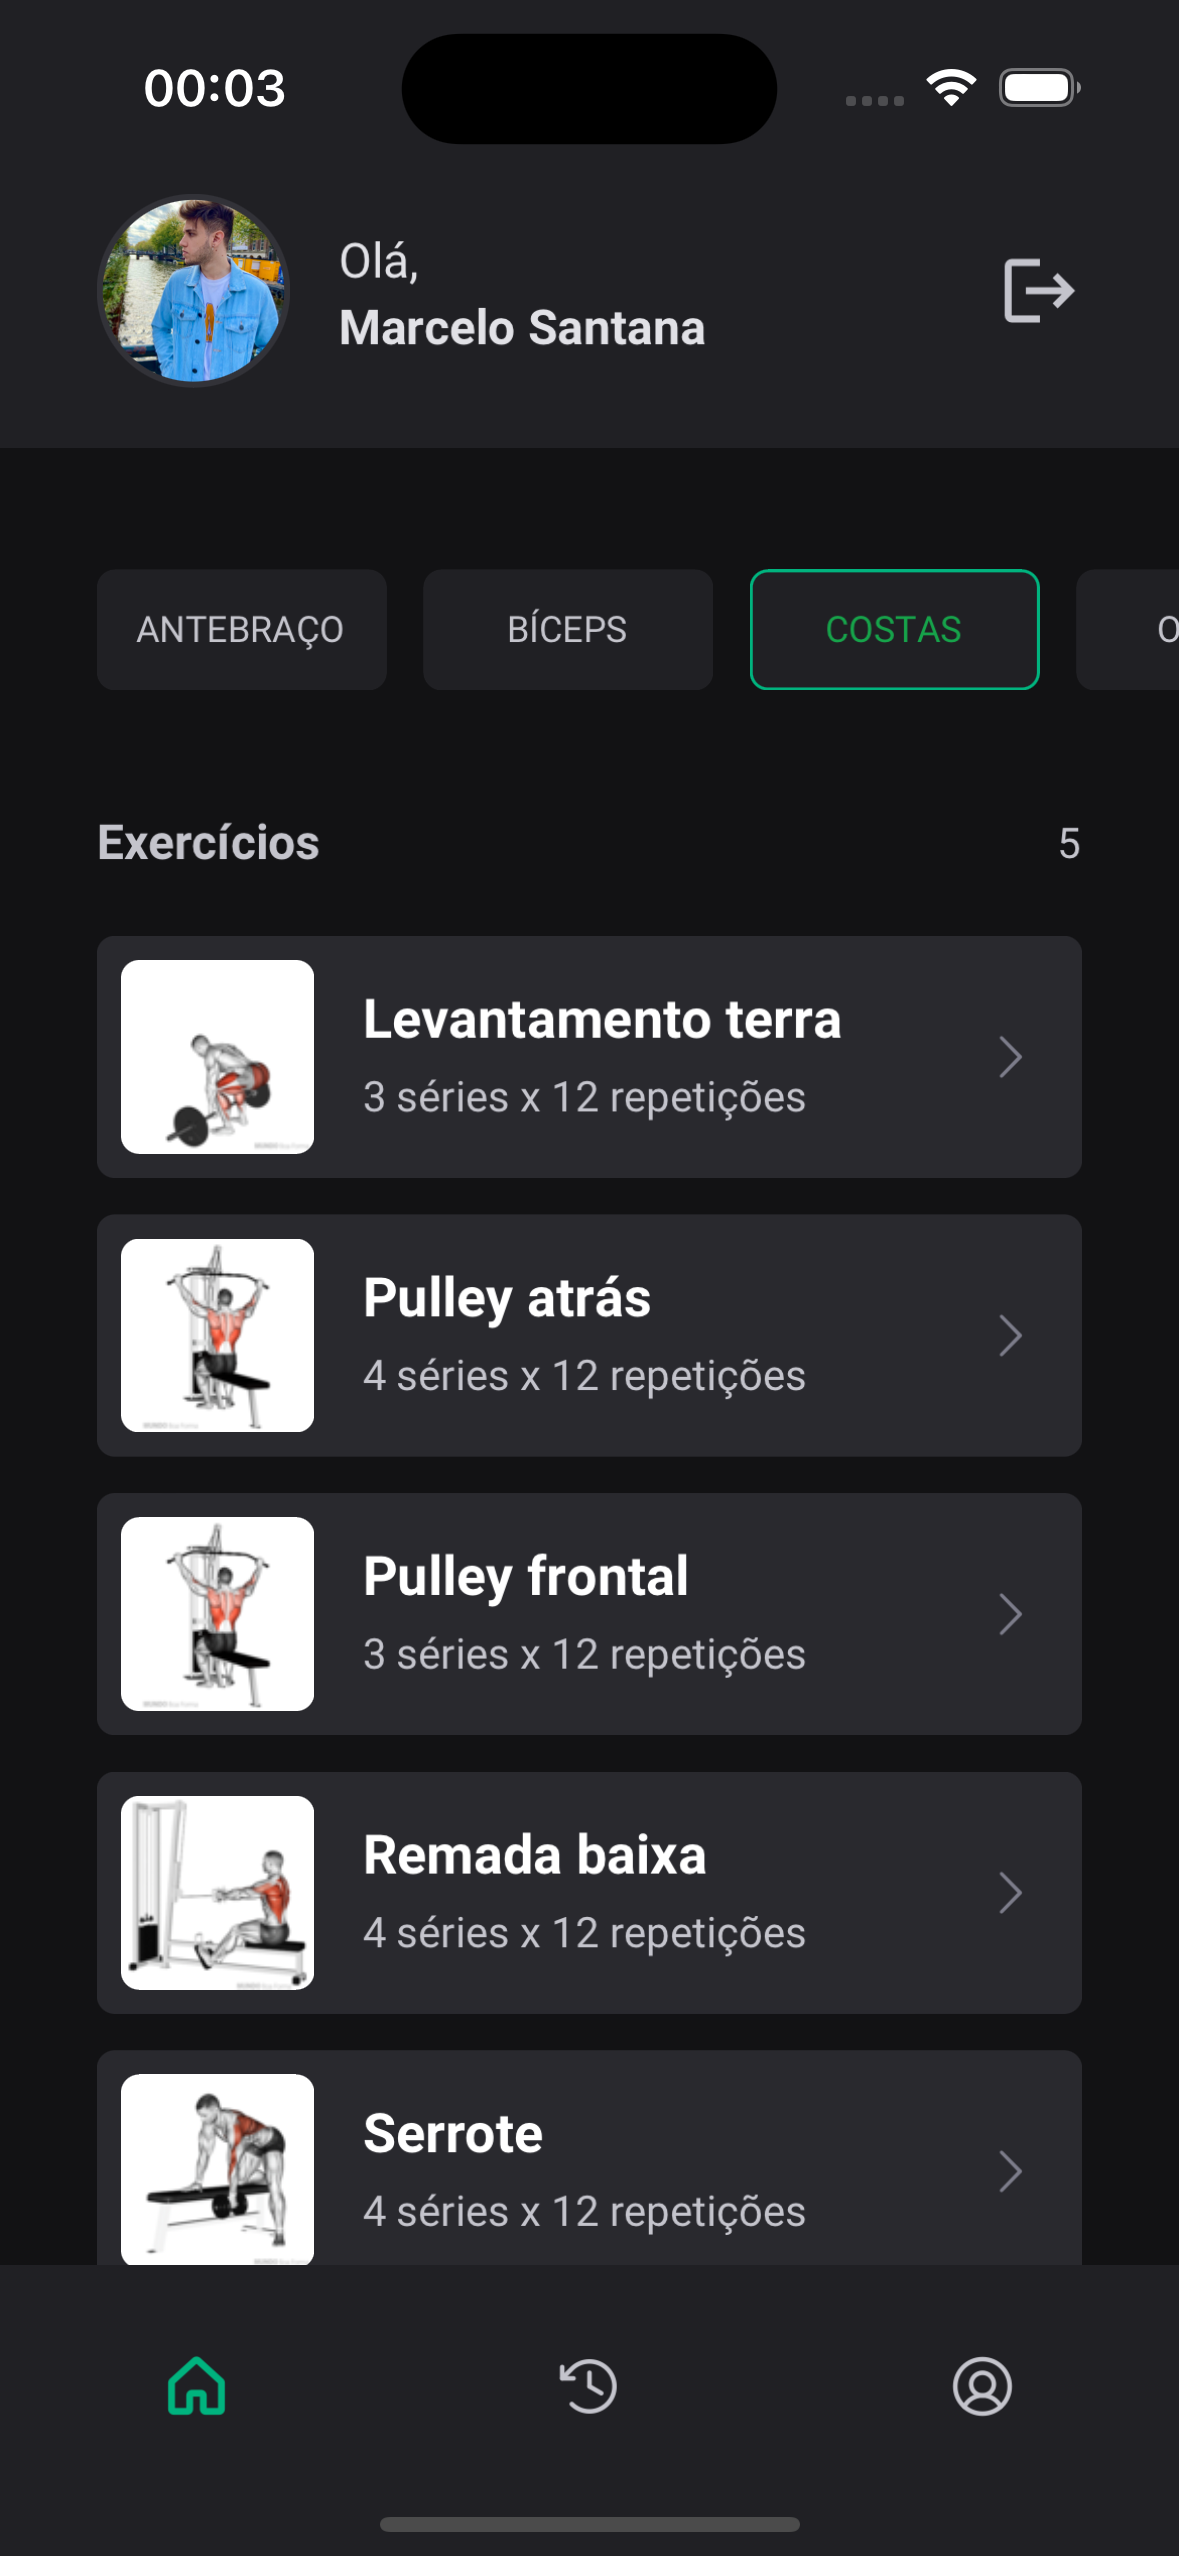 00:03
Olá,
Marcelo Santana
ANTEBRAÇO
BÍCEPS
COSTAS
Exercícios
5
Levantamento terra
3 séries x 12 repetições
Pulley atrás
4 séries x 12 repetições
Pulley frontal
3 séries x 12 repetições
Remada baixa
4 séries x 12 repetições
Serrote
4 séries x 12 repetições